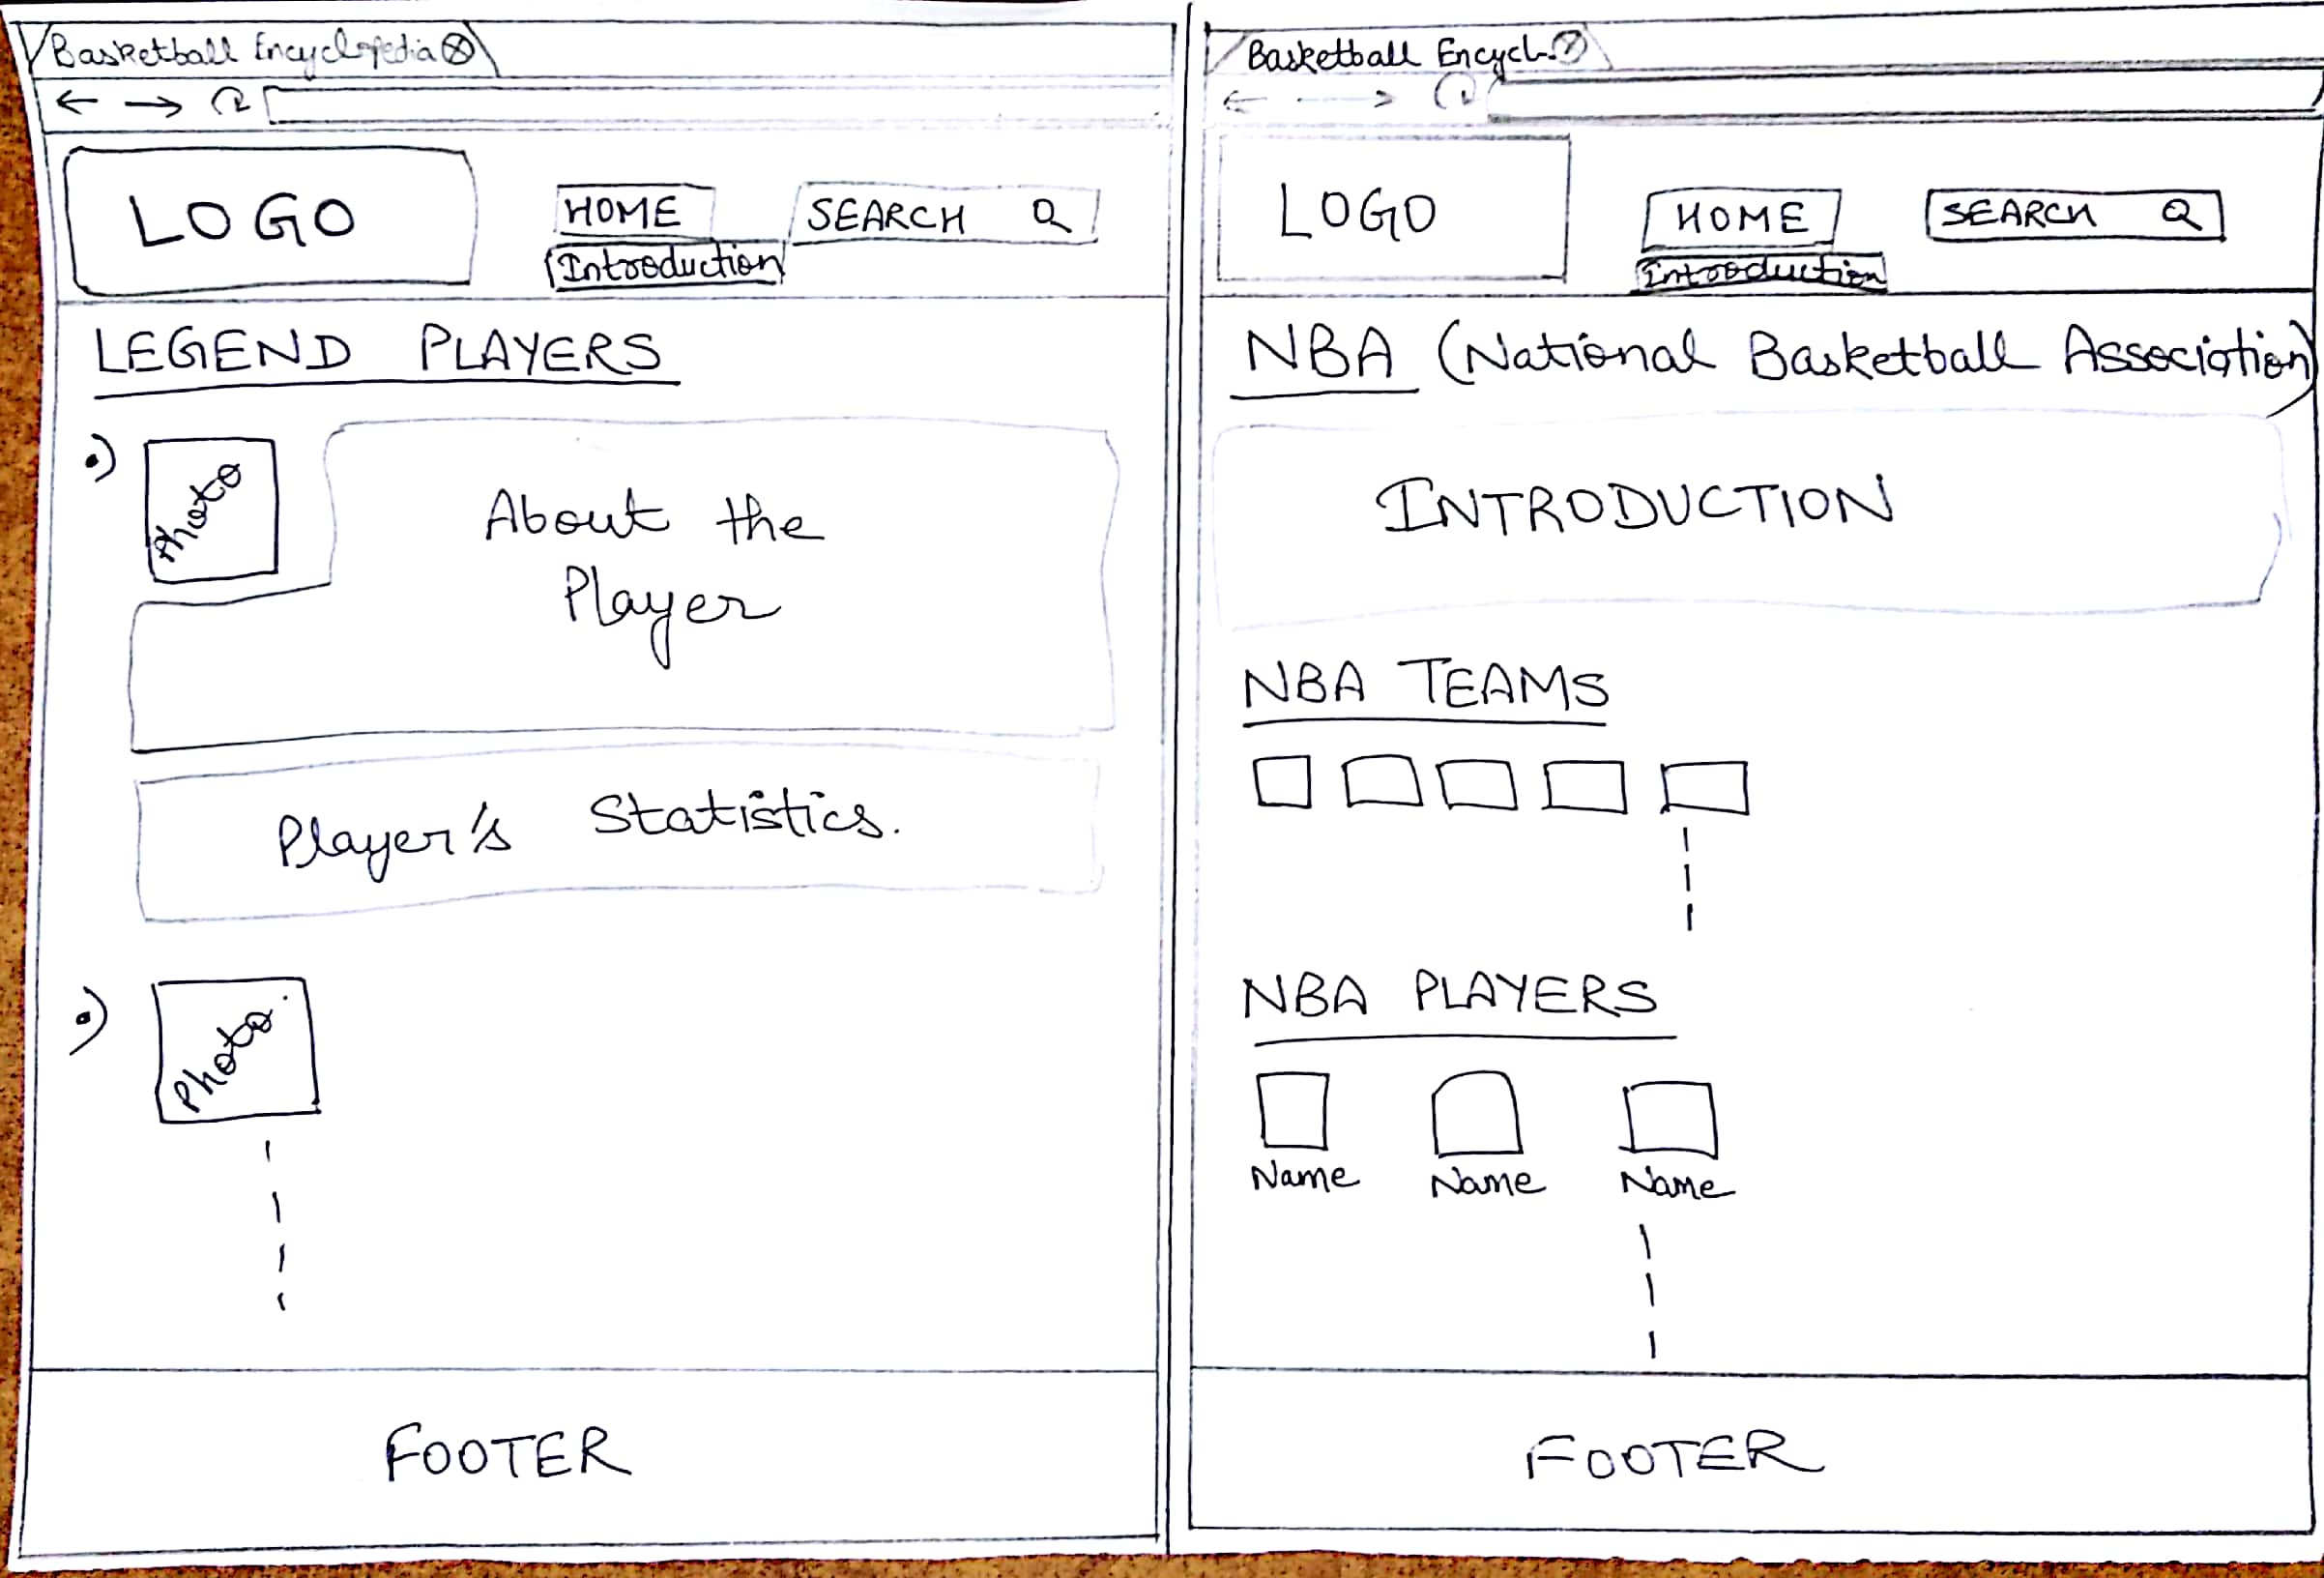 Basketball Encyclopedia
LOGO
HOME
SEARCH
Introduction
LEGEND PLAYERS
Photo
About the
Player
Player's Statistics.
Photo
FOOTER
Basketball Encycl..
LOGO
HOME
SEARCH
Introduction
NBA (National Basketball Association)
INTRODUCTION
NBA TEAMS
NBA PLAYERS
Name Name Name
FOOTER